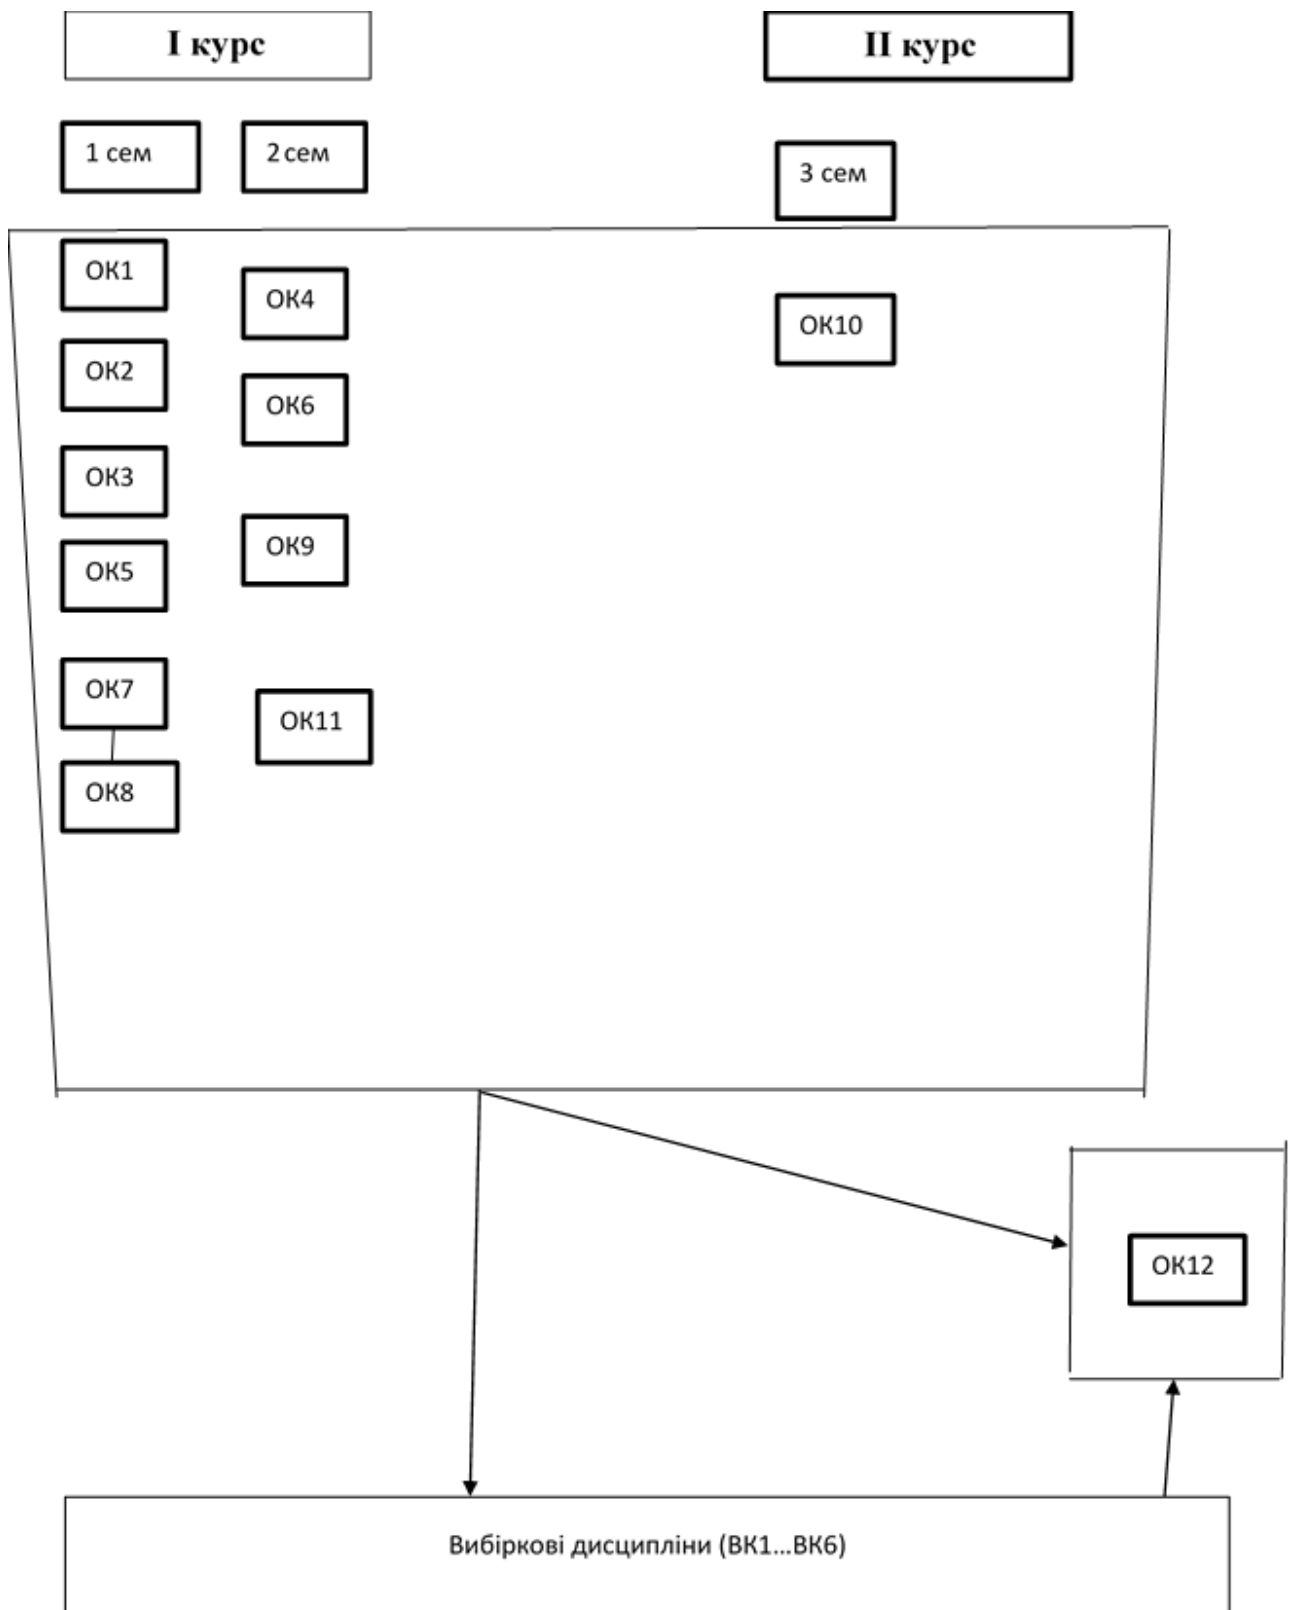 І курс
ІІ курс
1 сем
2 сем
3 сем
ОК1
ОК4
ОК10
ОК2
ОК6
ОК3
ОК9
ОК5
ОК7
ОК11
ОК8
ОК12
Вибіркові дисципліни (ВК1...ВК6)